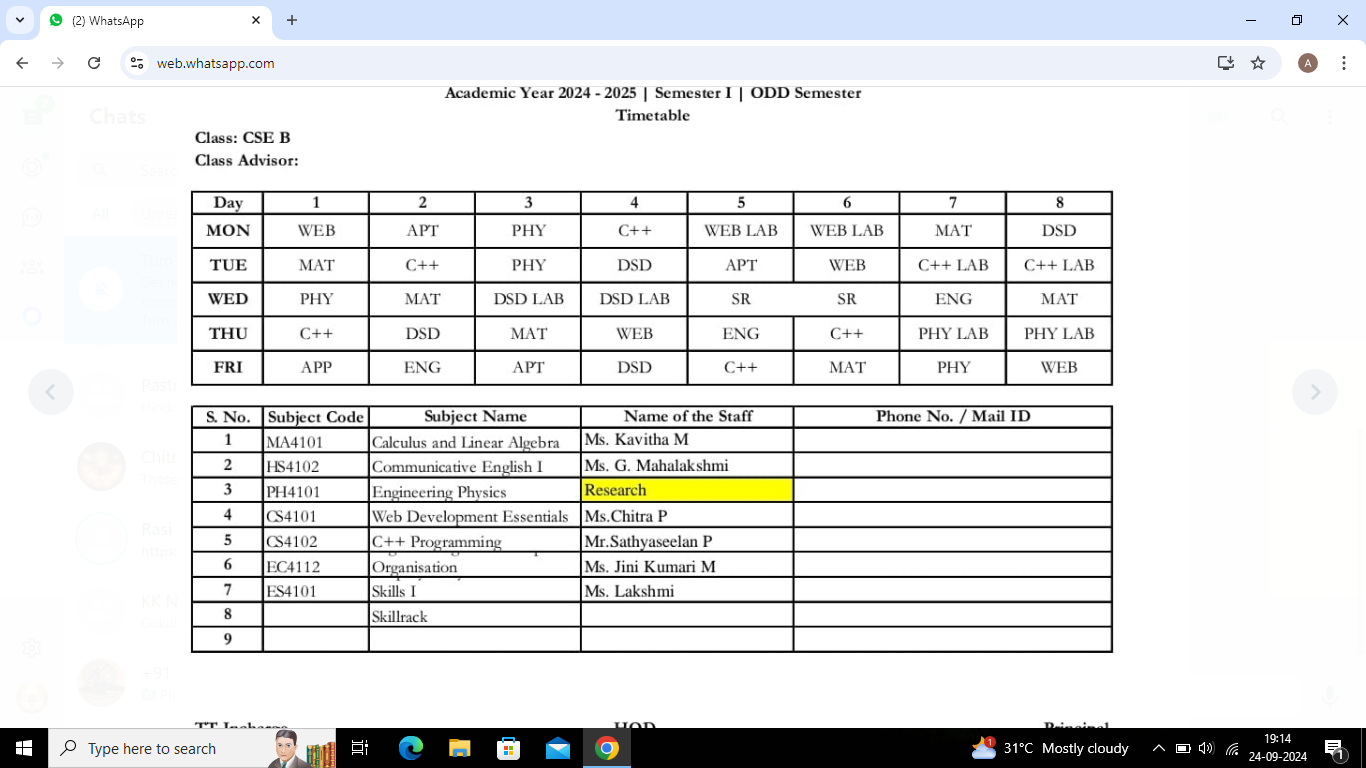 (2) WhatsApp
web.whatsapp.com
A
Chats
Academic Year 2024 - 2025 | Semester I | ODD Semester
Timetable
Class: CSE B
Class Advisor:
Day 1 2 3 4 5 6 7 8
MON WEB APT PHY C++ WEB LAB WEB LAB MAT DSD
TUE MAT C++ PHY DSD APT WEB C++ LAB C++ LAB
WED PHY MAT DSD LAB DSD LAB SR SR ENG MAT
THU C++ DSD MAT WEB ENG C++ PHY LAB PHY LAB
FRI APP ENG APT DSD C++ MAT PHY WEB
S. No. Subject Code Subject Name Name of the Staff Phone No. / Mail ID
1 MA4101 Calculus and Linear Algebra Ms. Kavitha M
2 HS4102 Communicative English I Ms. G. Mahalakshmi
3 PH4101 Engineering Physics Research
4 CS4101 Web Development Essentials Ms.Chitra P
5 CS4102 C++ Programming Mr.Sathyaseelan P
6 EC4112 Organisation Ms. Jini Kumari M
7 ES4101 Skills I Ms. Lakshmi
8 Skillrack
9
TT Incharge HOD Principal
Type here to search
1
31°C Mostly cloudy
19:14
24-09-2024
1